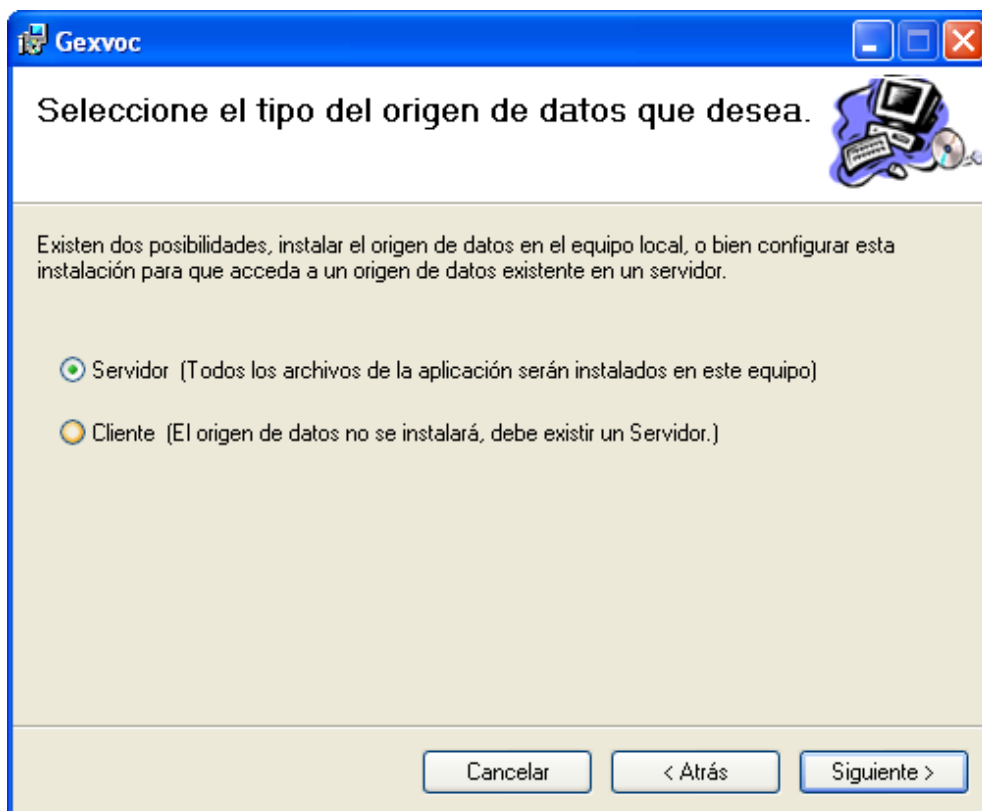 Gexvoc
Seleccione el tipo del origen de datos que desea.
Existen dos posibilidades, instalar el origen de datos en el equipo local, o bien configurar esta
instalación para que acceda a un origen de datos existente en un servidor.
Servidor (Todos los archivos de la aplicación serán instalados en este equipo)
Cliente (El origen de datos no se instalará, debe existir un Servidor.)
Cancelar
< Atrás
Siguiente >